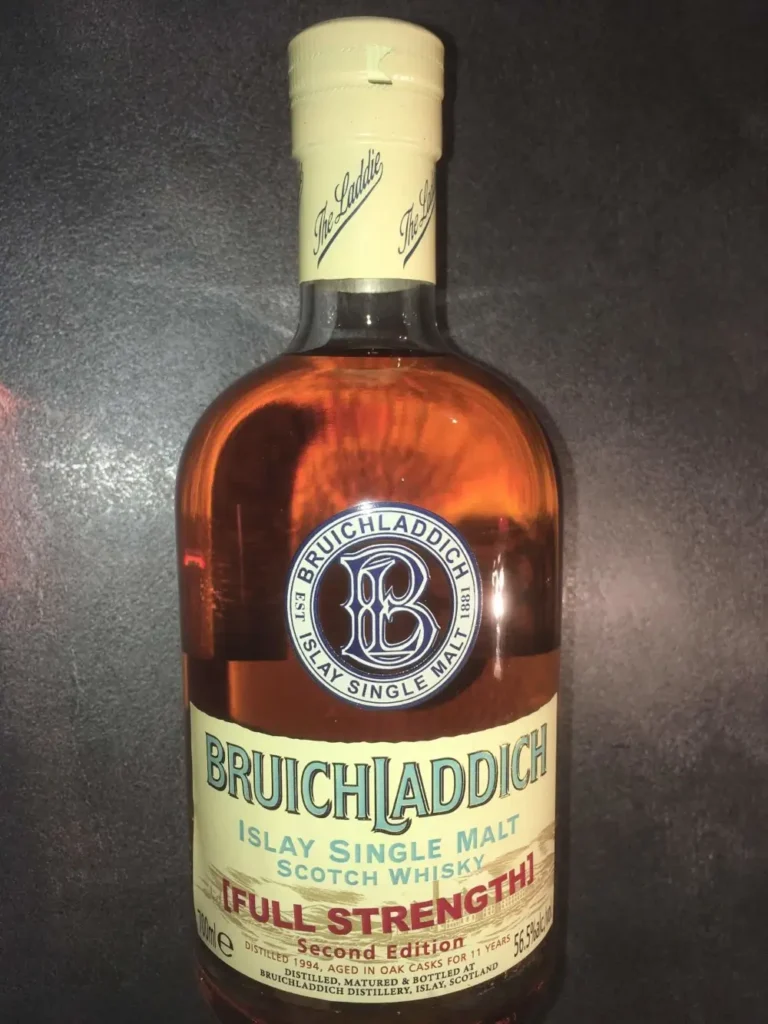 The Laddie
The La
BRUICHLADDICH
EST 1881
BL
ISLAY SINGLE MALT
BRUICHLADDICH
ISLAY SINGLE MALT
SCOTCH WHISKY
[FULL STRENGTH]
Second Edition
700ml e
56.5%alc.
DISTILLED 1994, AGED IN OAK CASKS FOR 11 YEARS
DISTILLED, MATURED & BOTTLED AT
BRUICHLADDICH DISTILLERY, ISLAY, SCOTLAND